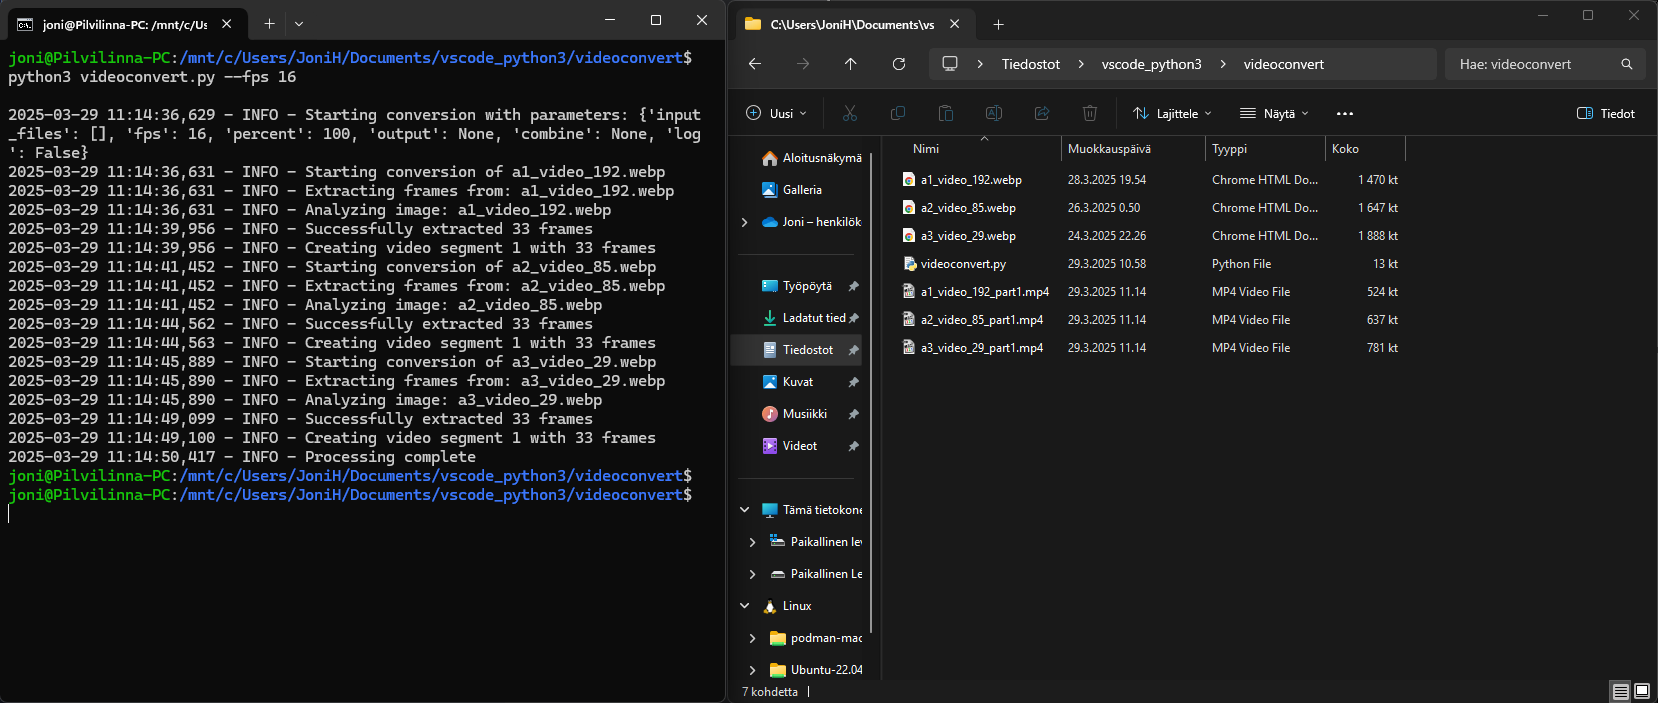 joni@Pilvilinna-PC: /mnt/c/Us
joni@Pilvilinna-PC:/mnt/c/Users/JoniH/Documents/vscode_python3/videoconvert$
python3 videoconvert.py --fps 16
2025-03-29 11:14:36,629 - INFO - Starting conversion with parameters: {'input
_files': [], 'fps': 16, 'percent': 100, 'output': None, 'combine': None, 'log
': False}
2025-03-29 11:14:36,631 - INFO - Starting conversion of a1_video_192.webp
2025-03-29 11:14:36,631 - INFO - Extracting frames from: a1_video_192.webp
2025-03-29 11:14:36,631 - INFO - Analyzing image: a1_video_192.webp
2025-03-29 11:14:39,956 - INFO - Successfully extracted 33 frames
2025-03-29 11:14:39,956 - INFO - Creating video segment 1 with 33 frames
2025-03-29 11:14:41,452 - INFO - Starting conversion of a2_video_85.webp
2025-03-29 11:14:41,452 - INFO - Extracting frames from: a2_video_85.webp
2025-03-29 11:14:41,452 - INFO - Analyzing image: a2_video_85.webp
2025-03-29 11:14:44,562 - INFO - Successfully extracted 33 frames
2025-03-29 11:14:44,563 - INFO - Creating video segment 1 with 33 frames
2025-03-29 11:14:45,889 - INFO - Starting conversion of a3_video_29.webp
2025-03-29 11:14:45,890 - INFO - Extracting frames from: a3_video_29.webp
2025-03-29 11:14:45,890 - INFO - Analyzing image: a3_video_29.webp
2025-03-29 11:14:49,099 - INFO - Successfully extracted 33 frames
2025-03-29 11:14:49,100 - INFO - Creating video segment 1 with 33 frames
2025-03-29 11:14:50,417 - INFO - Processing complete
joni@Pilvilinna-PC:/mnt/c/Users/JoniH/Documents/vscode_python3/videoconvert$
joni@Pilvilinna-PC:/mnt/c/Users/JoniH/Documents/vscode_python3/videoconvert$
C:\Users\JoniH\Documents\vs
Tiedostot > vscode_python3 > videoconvert
Hae: videoconvert
Uusi Lajittele Näytä ... Tiedot
Aloitusnäkymä
Galleria
Joni – henkilök
Työpöytä
Ladatut tied
Tiedostot
Kuvat
Musiikki
Videot
Tämä tietokone
Paikallinen lev
Paikallinen Le
Linux
podman-mac
Ubuntu-22.04
Nimi Muokkauspäivä Tyyppi Koko
a1_video_192.webp 28.3.2025 19.54 Chrome HTML Do... 1 470 kt
a2_video_85.webp 26.3.2025 0.50 Chrome HTML Do... 1 647 kt
a3_video_29.webp 24.3.2025 22.26 Chrome HTML Do... 1 888 kt
videoconvert.py 29.3.2025 10.58 Python File 13 kt
a1_video_192_part1.mp4 29.3.2025 11.14 MP4 Video File 524 kt
a2_video_85_part1.mp4 29.3.2025 11.14 MP4 Video File 637 kt
a3_video_29_part1.mp4 29.3.2025 11.14 MP4 Video File 781 kt
7 kohdetta